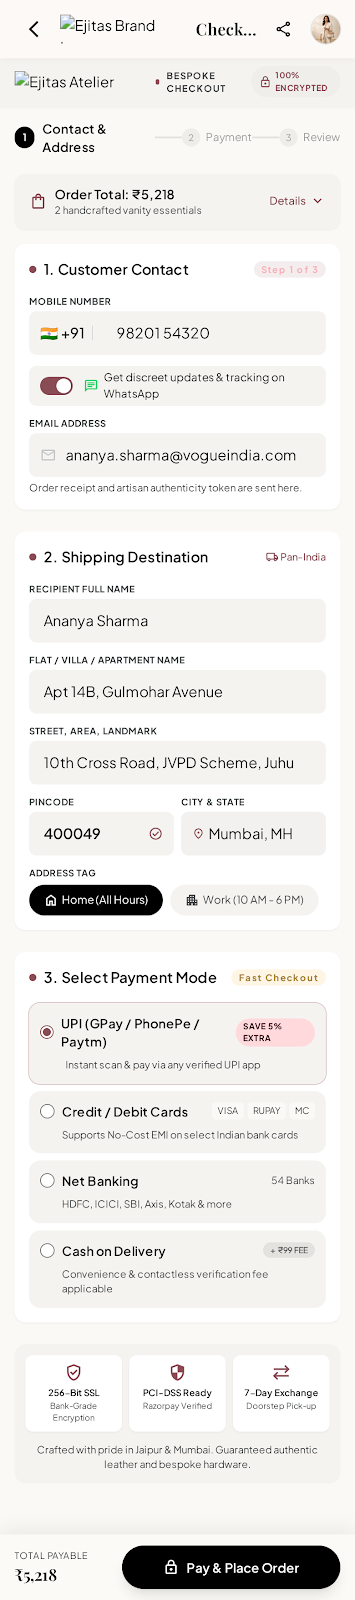 Ejitas Brand
.
Check...
Ejitas Atelier
BESPOKE
CHECKOUT
100%
ENCRYPTED
1
Contact &
Address
2 Payment
3 Review
Order Total: ₹5,218
2 handcrafted vanity essentials
Details
1. Customer Contact
Step 1 of 3
MOBILE NUMBER
🇮🇳 +91
98201 54320
Get discreet updates & tracking on
WhatsApp
EMAIL ADDRESS
ananya.sharma@vogueindia.com
Order receipt and artisan authenticity token are sent here.
2. Shipping Destination
Pan-India
RECIPIENT FULL NAME
Ananya Sharma
FLAT / VILLA / APARTMENT NAME
Apt 14B, Gulmohar Avenue
STREET, AREA, LANDMARK
10th Cross Road, JVPD Scheme, Juhu
PINCODE
CITY & STATE
400049
Mumbai, MH
ADDRESS TAG
Home (All Hours)
Work (10 AM - 6 PM)
3. Select Payment Mode
Fast Checkout
UPI (GPay / PhonePe /
Paytm)
SAVE 5%
EXTRA
Instant scan & pay via any verified UPI app
Credit / Debit Cards
VISA
RUPAY
MC
Supports No-Cost EMI on select Indian bank cards
Net Banking
54 Banks
HDFC, ICICI, SBI, Axis, Kotak & more
Cash on Delivery
+ ₹99 FEE
Convenience & contactless verification fee
applicable
256-Bit SSL
Bank-Grade
Encryption
PCI-DSS Ready
Razorpay Verified
7-Day Exchange
Doorstep Pick-up
Crafted with pride in Jaipur & Mumbai. Guaranteed authentic
leather and bespoke hardware.
TOTAL PAYABLE
₹5,218
Pay & Place Order